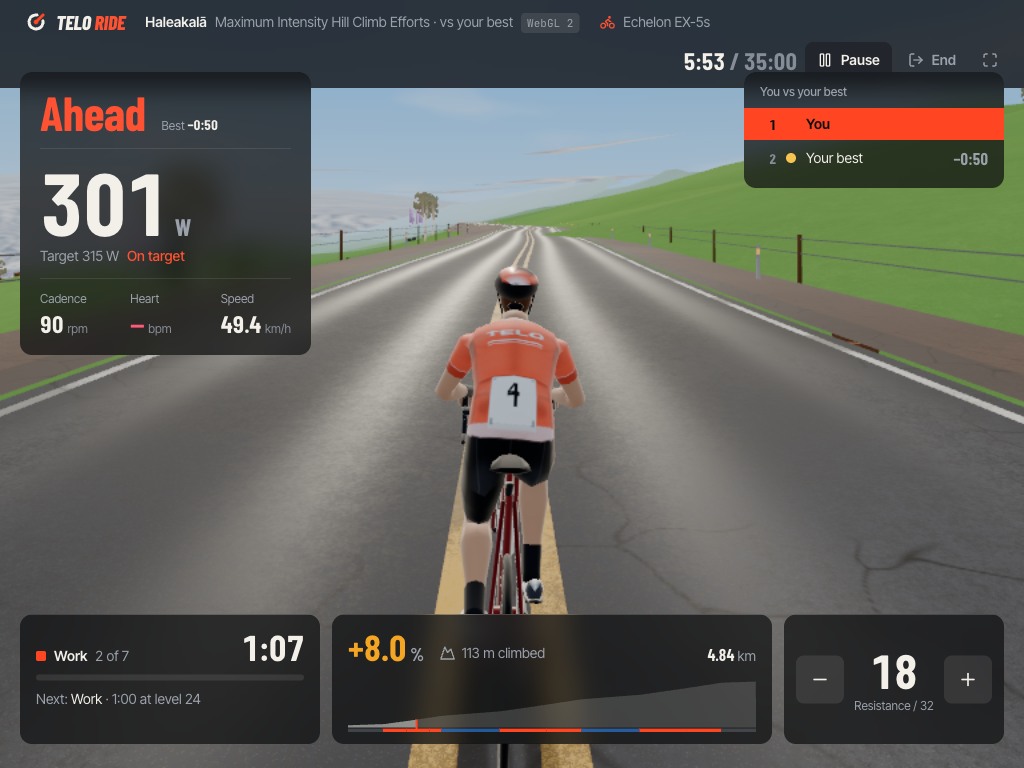 TELO RIDE Haleakalā Maximum Intensity Hill Climb Efforts · vs your best WebGL 2 Echelon EX-5s
5:53 / 35:00 Pause End
Ahead Best −0:50
301 W
Target 315 W On target
Cadence Heart Speed
90 rpm — bpm 49.4 km/h
You vs your best
1 You
2 Your best −0:50
TELO
4
Work 2 of 7 1:07
Next: Work · 1:00 at level 24
+8.0 % 113 m climbed 4.84 km
− 18 +
Resistance / 32